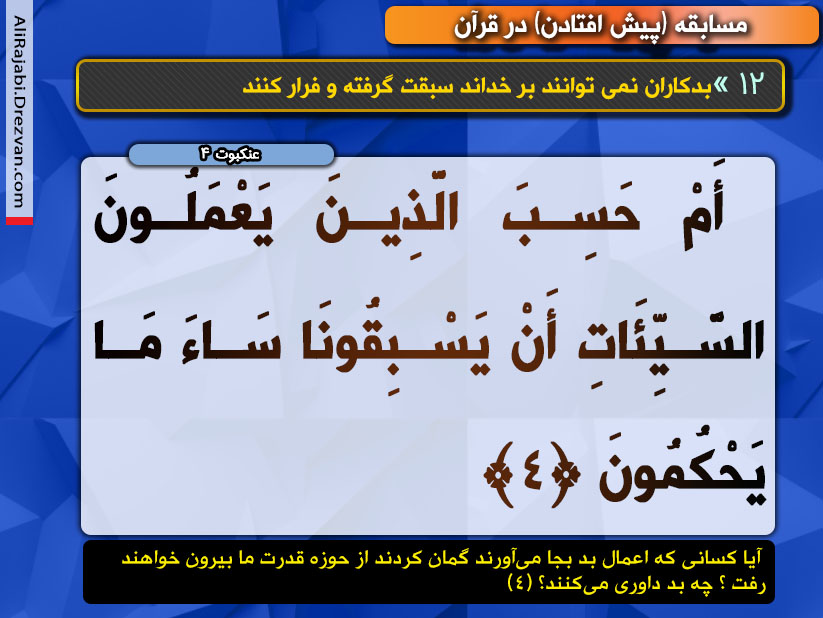 مسابقه (پیش افتادن) در قرآن
۱۲ »بدکاران نمی توانند بر خداند سبقت گرفته و فرار کنند
عنکبوت ۴
أَمْ حَسِبَ الَّذِینَ یَعْمَلُونَ
السَّیِّئَاتِ أَنْ یَسْبِقُونَا سَاءَ مَا
یَحْکُمُونَ ﴿٤﴾
آیا کسانی که اعمال بد بجا می‌آورند گمان کردند از حوزه قدرت ما بیرون خواهند
رفت ؟ چه بد داوری می‌کنند؟ (٤)
AliRajabi.Drezvan.com